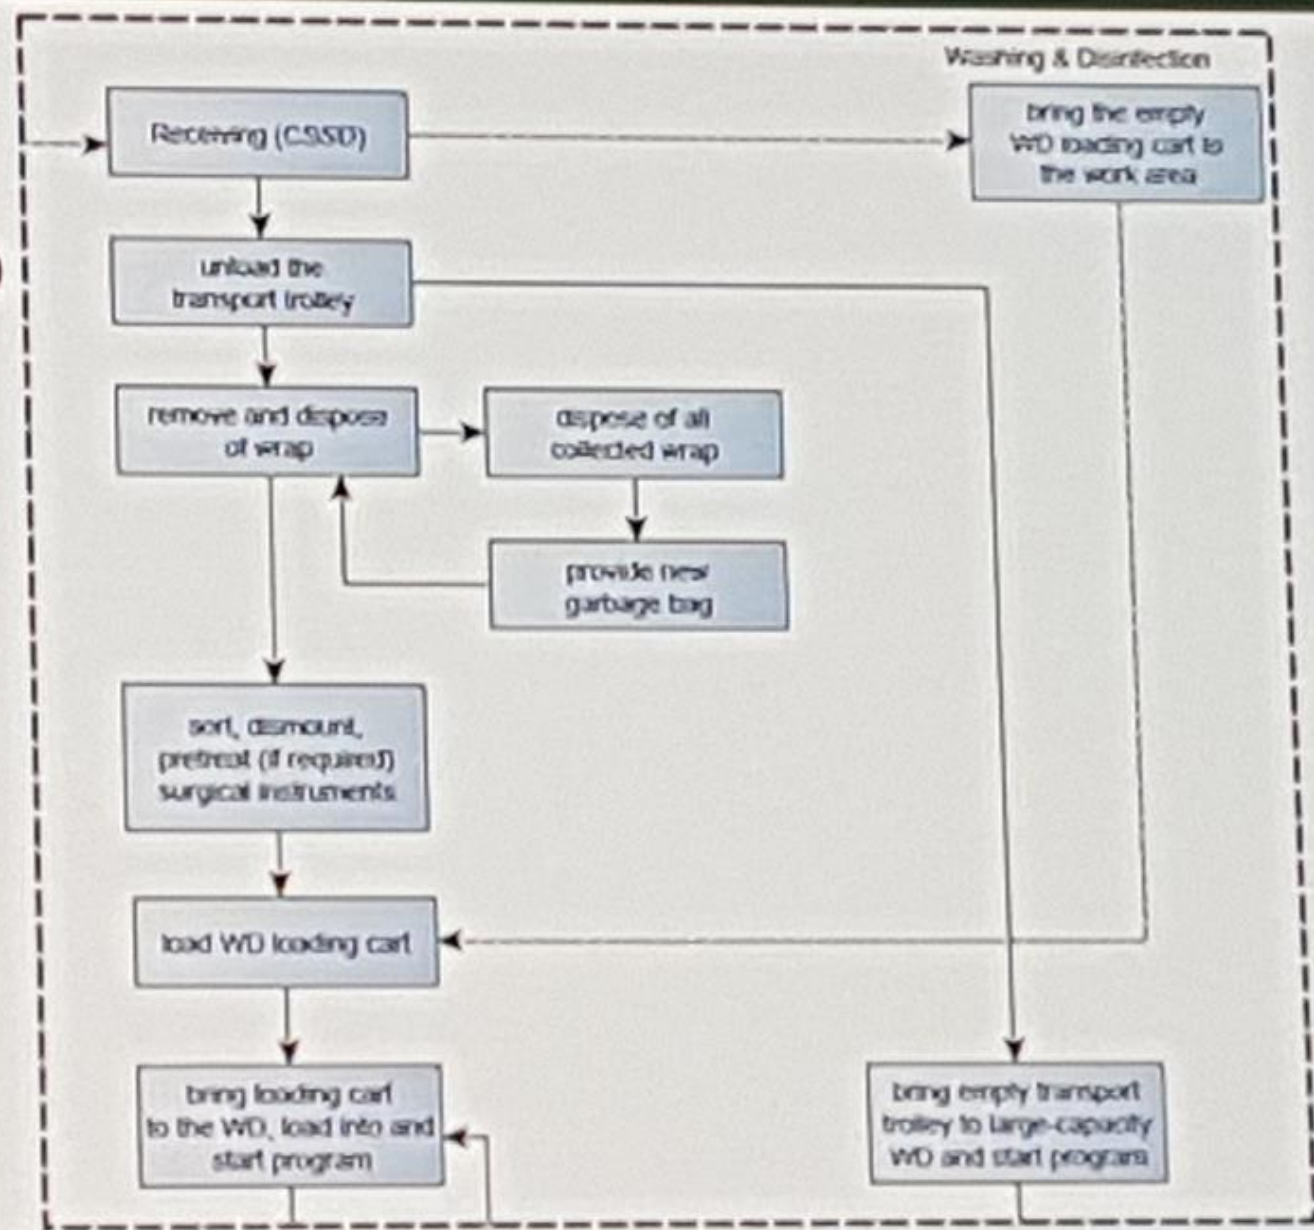 Washing & Disinfection
Receiving (CSSD)
bring the empty
WD loading cart to
the work area
unload the
transport trolley
remove and dispose
of wrap
dispose of all
collected wrap
provide new
garbage bag
sort, dismount,
pretreat (if required)
surgical instruments
load WD loading cart
bring loading cart
to the WD, load into and
start program
bring empty transport
trolley to large-capacity
WD and start program